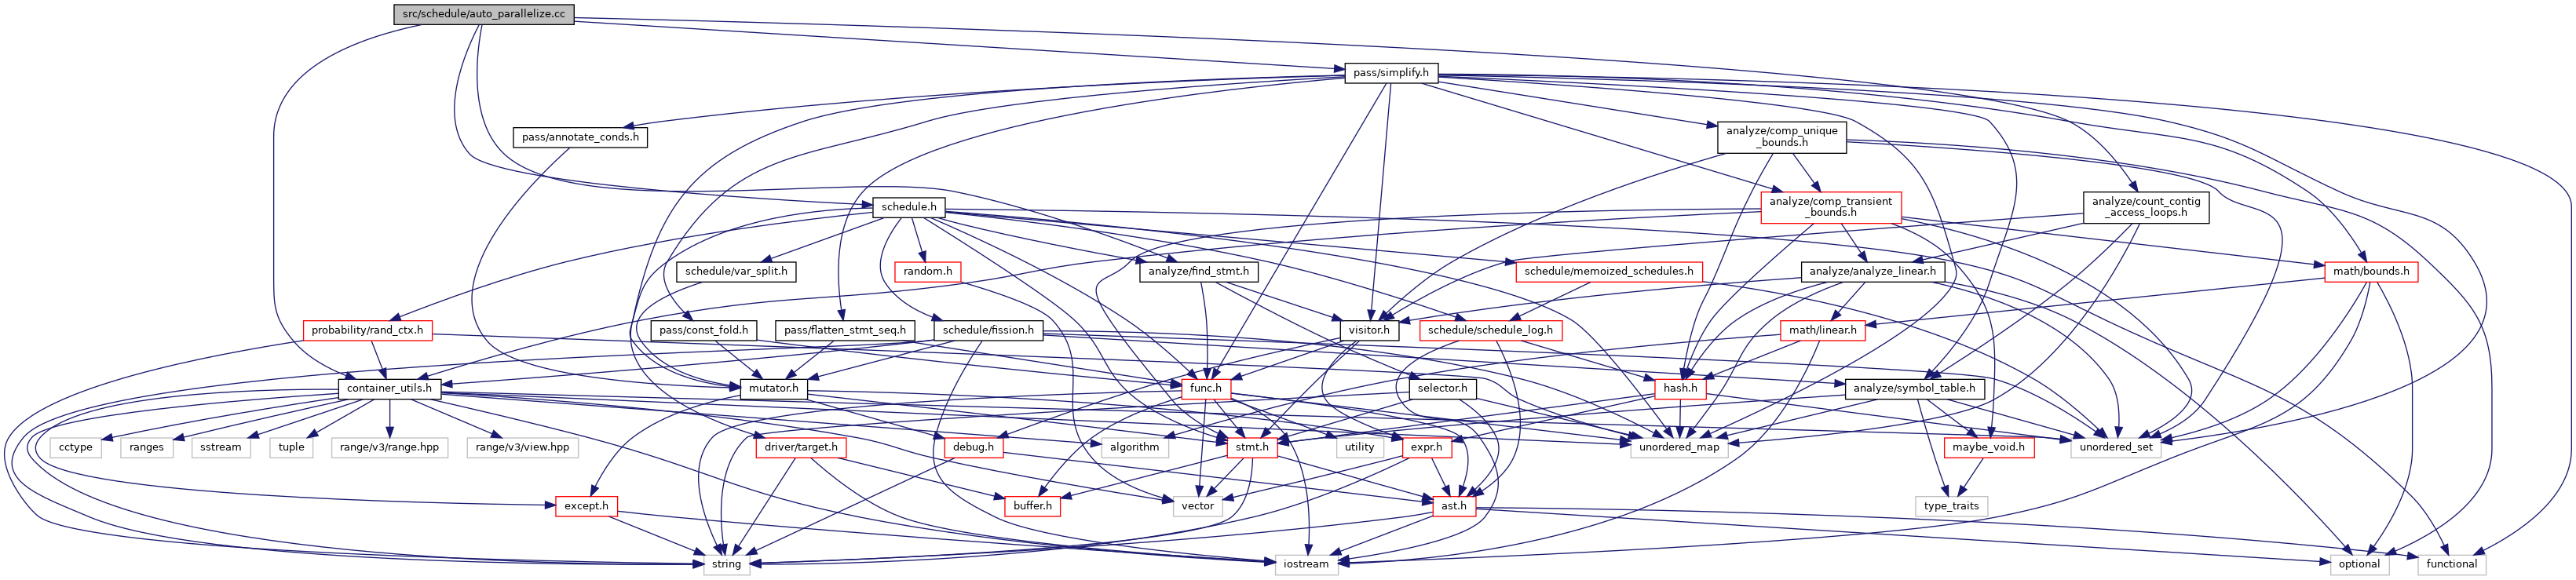 src/schedule/auto_parallelize.cc
pass/simplify.h
pass/annotate_conds.h
analyze/comp_unique
_bounds.h
schedule.h
analyze/comp_transient
_bounds.h
analyze/count_contig
_access_loops.h
schedule/var_split.h
random.h
analyze/find_stmt.h
schedule/memoized_schedules.h
analyze/analyze_linear.h
math/bounds.h
probability/rand_ctx.h
pass/const_fold.h
pass/flatten_stmt_seq.h
schedule/fission.h
visitor.h
schedule/schedule_log.h
math/linear.h
container_utils.h
mutator.h
func.h
selector.h
hash.h
analyze/symbol_table.h
cctype
ranges
sstream
tuple
range/v3/range.hpp
range/v3/view.hpp
driver/target.h
debug.h
algorithm
stmt.h
utility
expr.h
unordered_map
maybe_void.h
unordered_set
except.h
buffer.h
vector
ast.h
type_traits
string
iostream
optional
functional